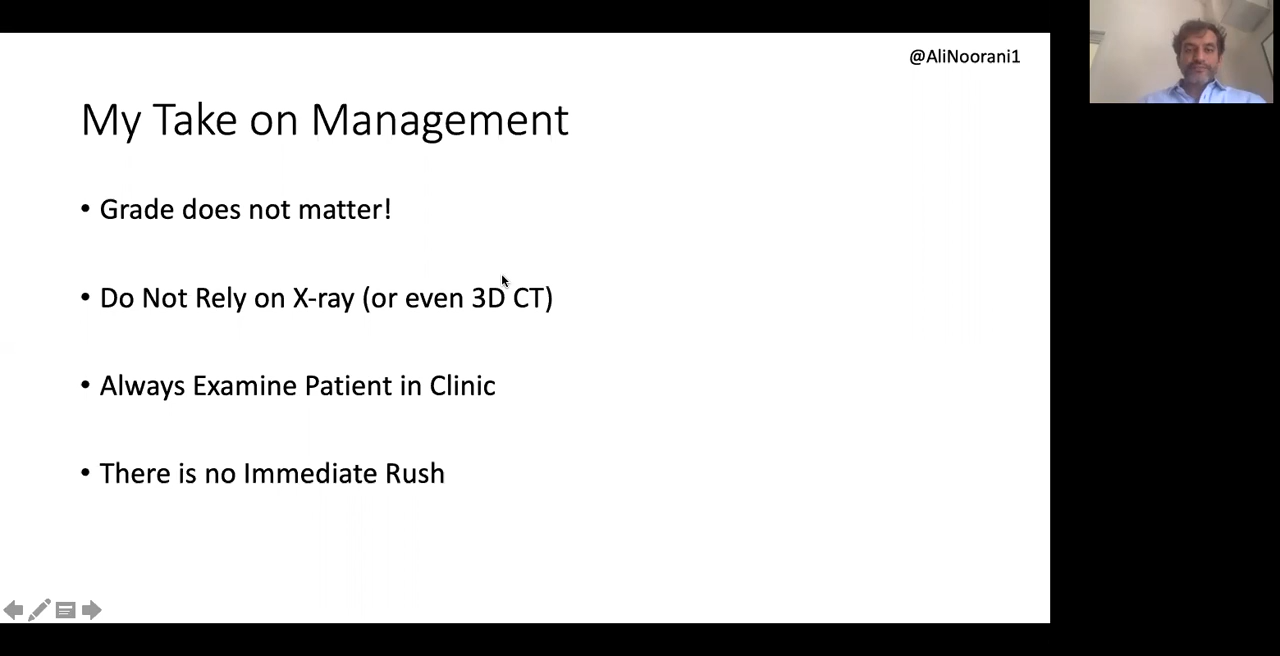 @AliNoorani1
My Take on Management
• Grade does not matter!
• Do Not Rely on X-ray (or even 3D CT)
• Always Examine Patient in Clinic
• There is no Immediate Rush